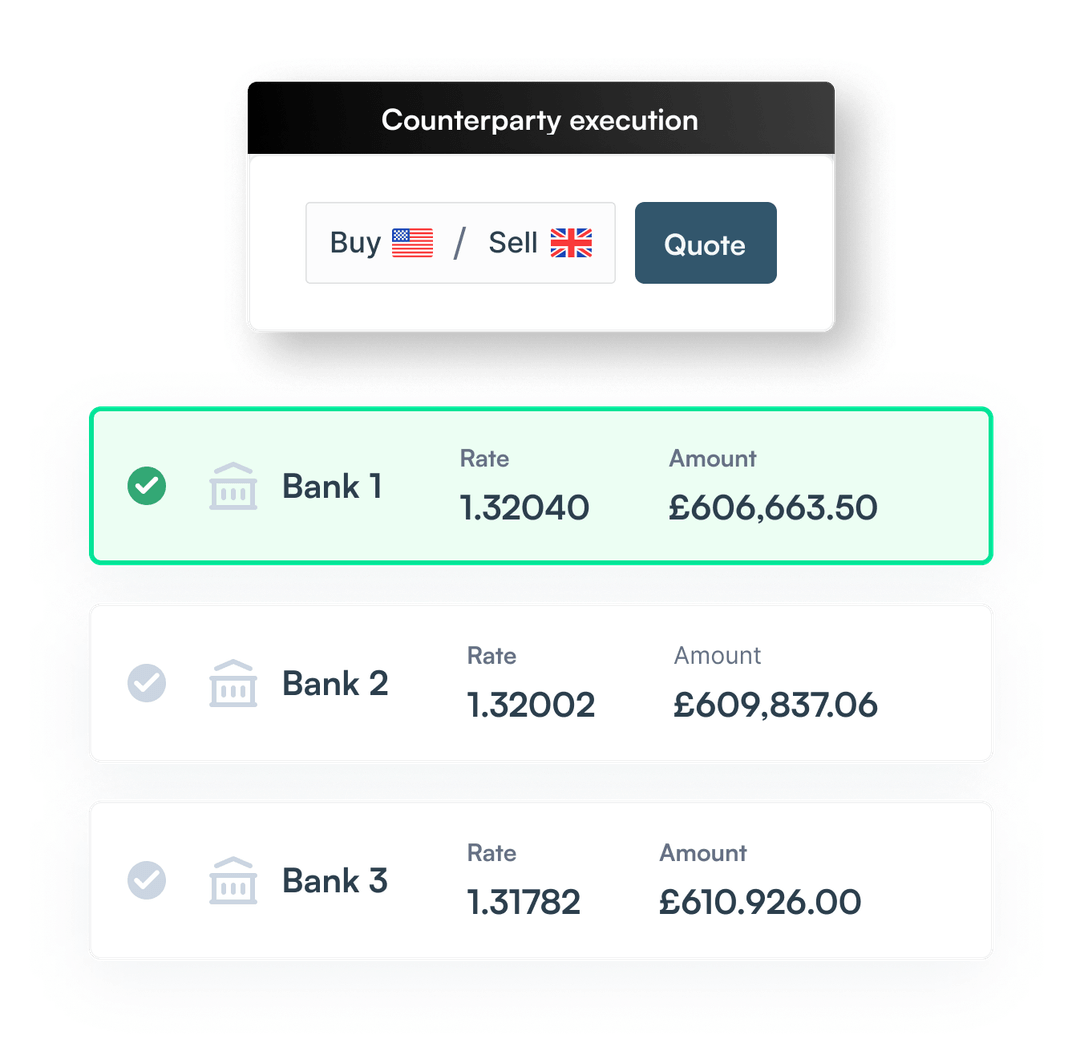 Counterparty execution
Buy / Sell
Quote
Bank 1
Rate
1.32040
Amount
£606,663.50
Bank 2
Rate
1.32002
Amount
£609,837.06
Bank 3
Rate
1.31782
Amount
£610.926.00